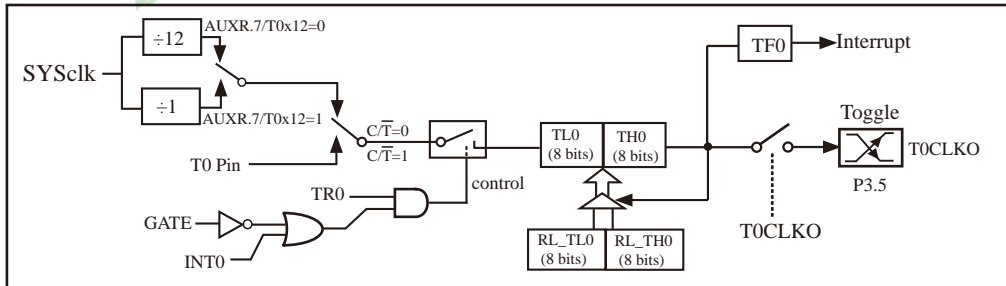 ÷12
AUXR.7/T0x12=0
SYSclk
÷1
AUXR.7/T0x12=1
T0 Pin
C/T̅=0
C/T̅=1
TR0
control
GATE
INT0
TL0
(8 bits)
TH0
(8 bits)
RL_TL0
(8 bits)
RL_TH0
(8 bits)
TF0
Interrupt
Toggle
T0CLKO
P3.5
T0CLKO